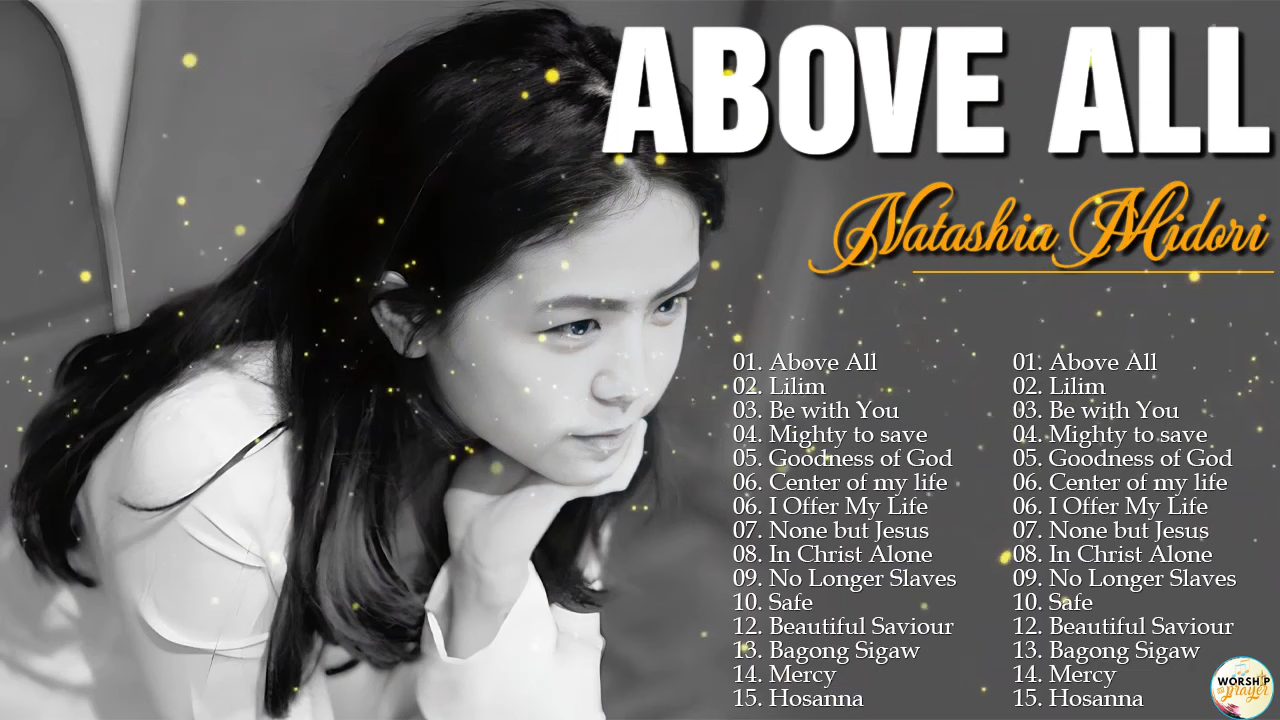 ABOVE ALL
Natashia Midori
01. Above All
02. Lilim
03. Be with You
04. Mighty to save
05. Goodness of God
06. Center of my life
06. I Offer My Life
07. None but Jesus
08. In Christ Alone
09. No Longer Slaves
10. Safe
12. Beautiful Saviour
13. Bagong Sigaw
14. Mercy
15. Hosanna
01. Above All
02. Lilim
03. Be with You
04. Mighty to save
05. Goodness of God
06. Center of my life
06. I Offer My Life
07. None but Jesus
08. In Christ Alone
09. No Longer Slaves
10. Safe
12. Beautiful Saviour
13. Bagong Sigaw
14. Mercy
15. Hosanna
WORSHIP
prayer